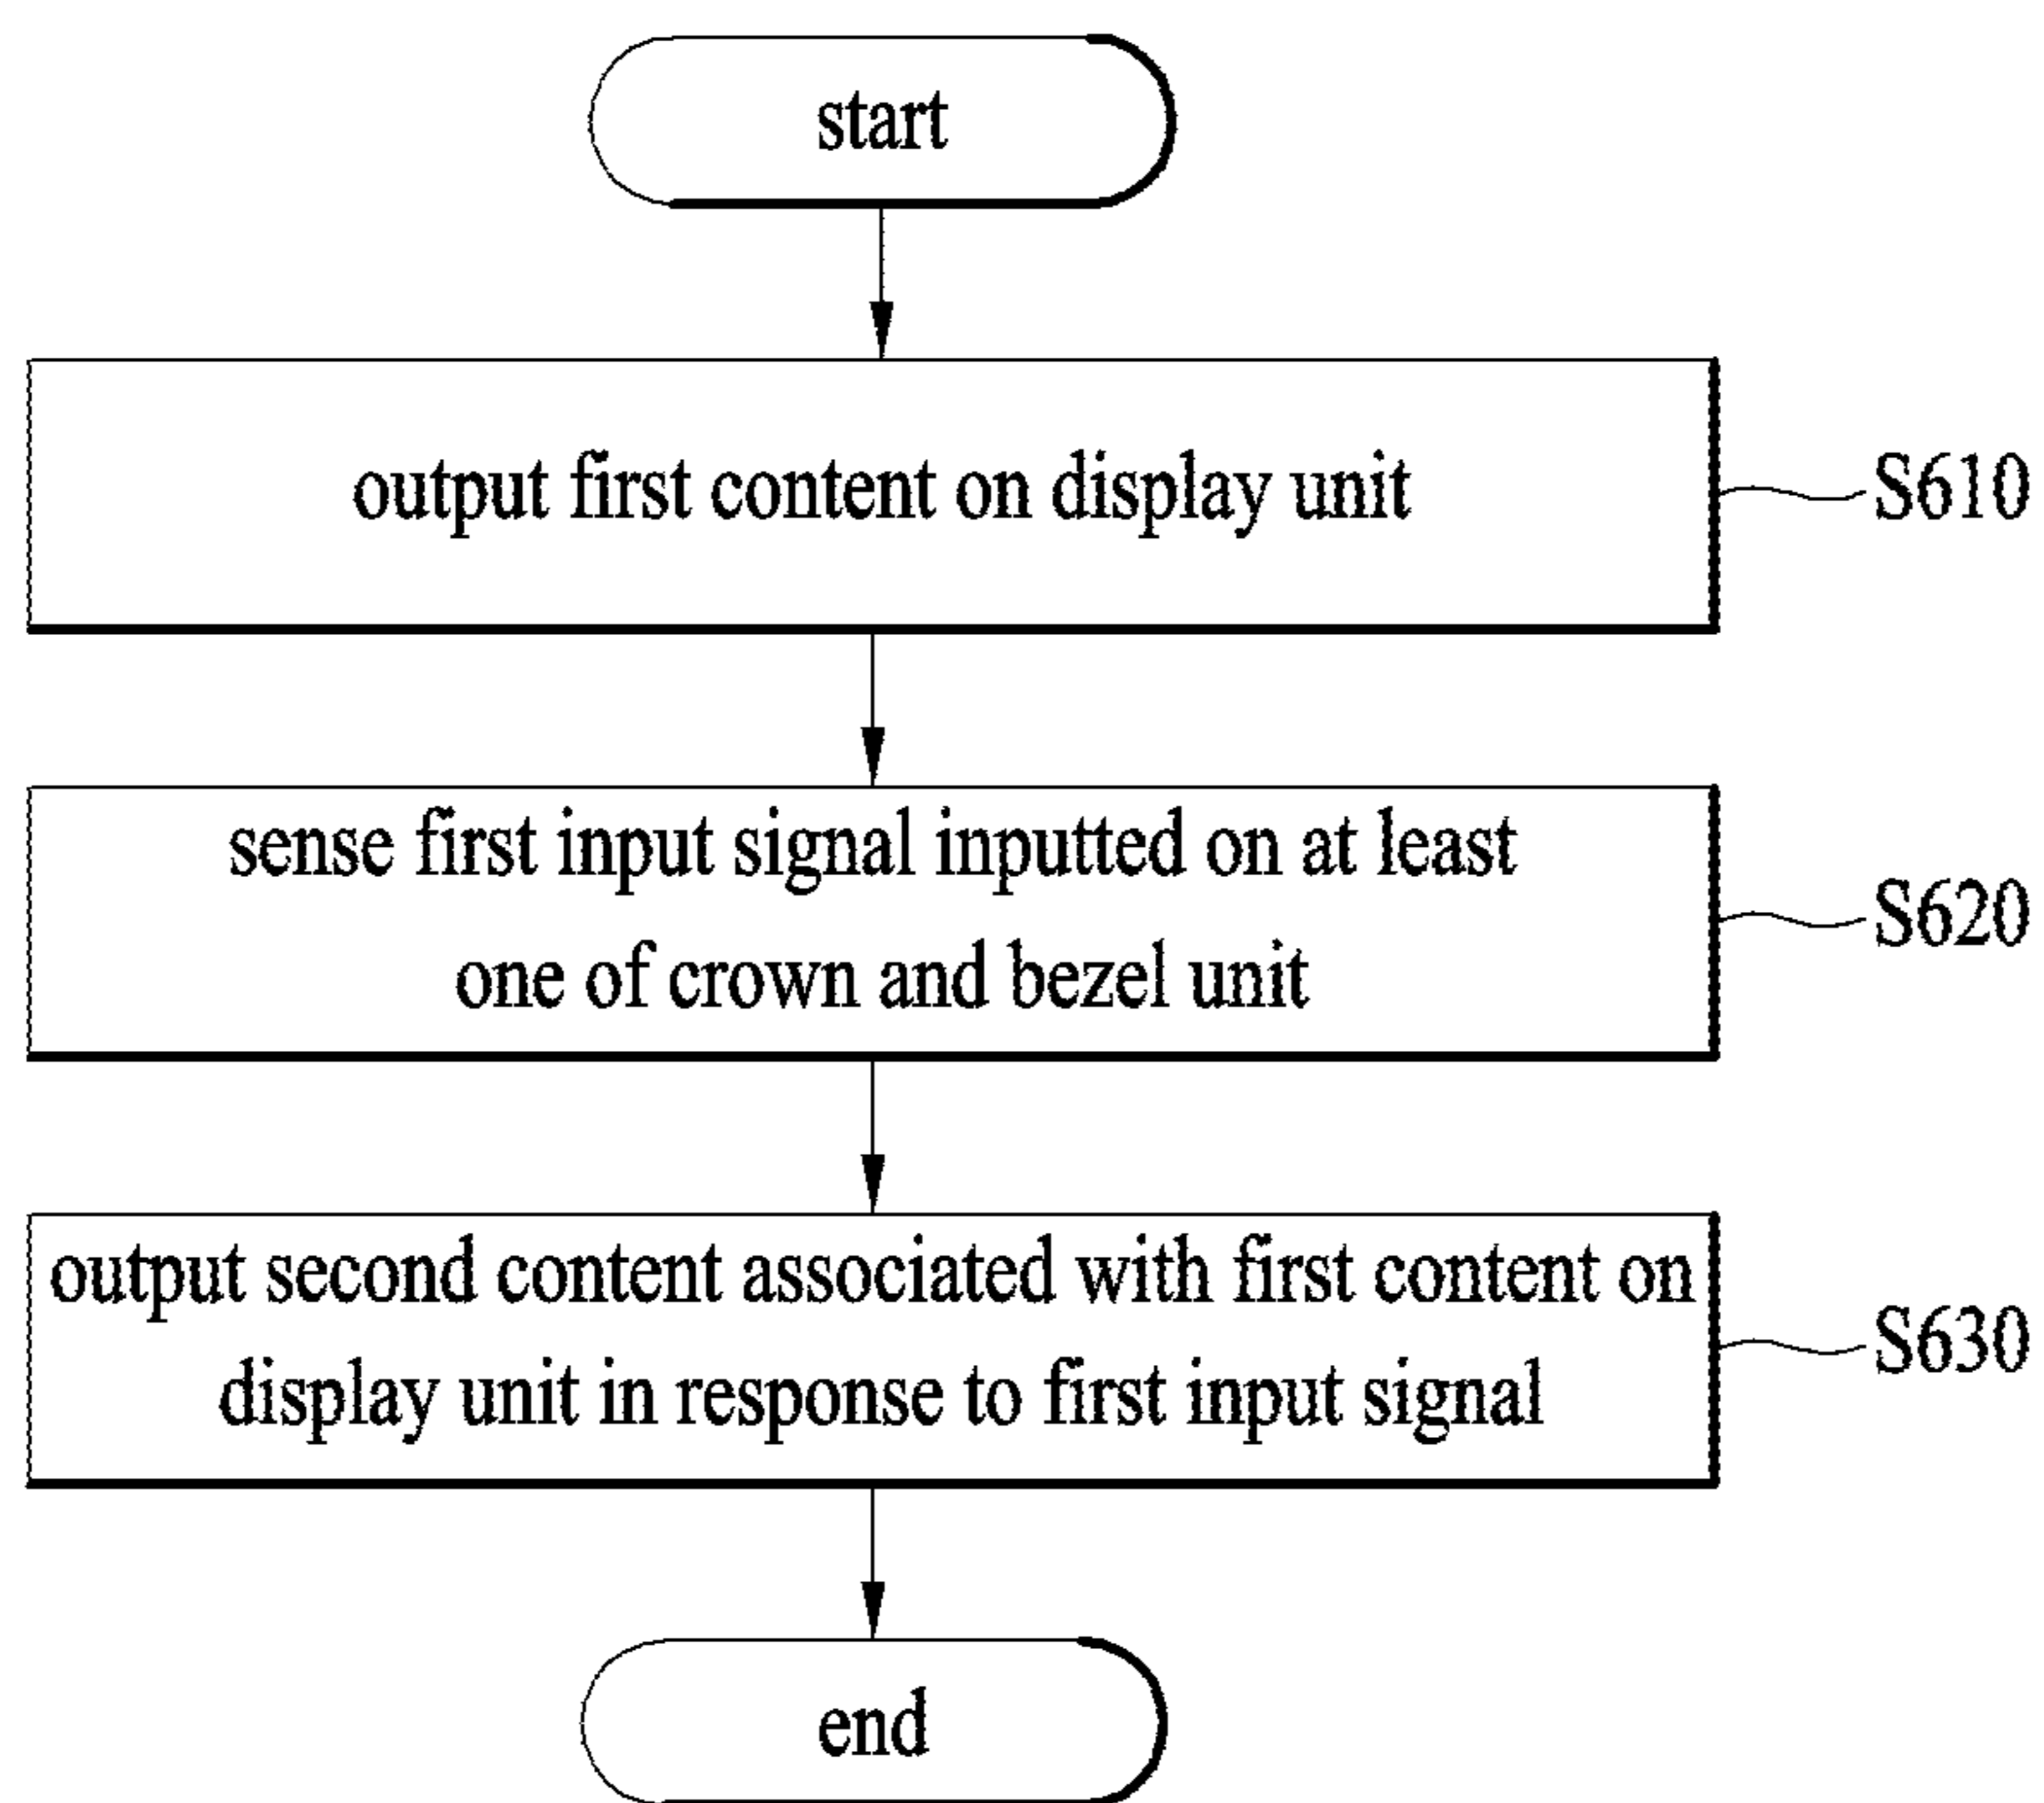 start
output first content on display unit
S610
sense first input signal inputted on at least
one of crown and bezel unit
S620
output second content associated with first content on
display unit in response to first input signal
S630
end